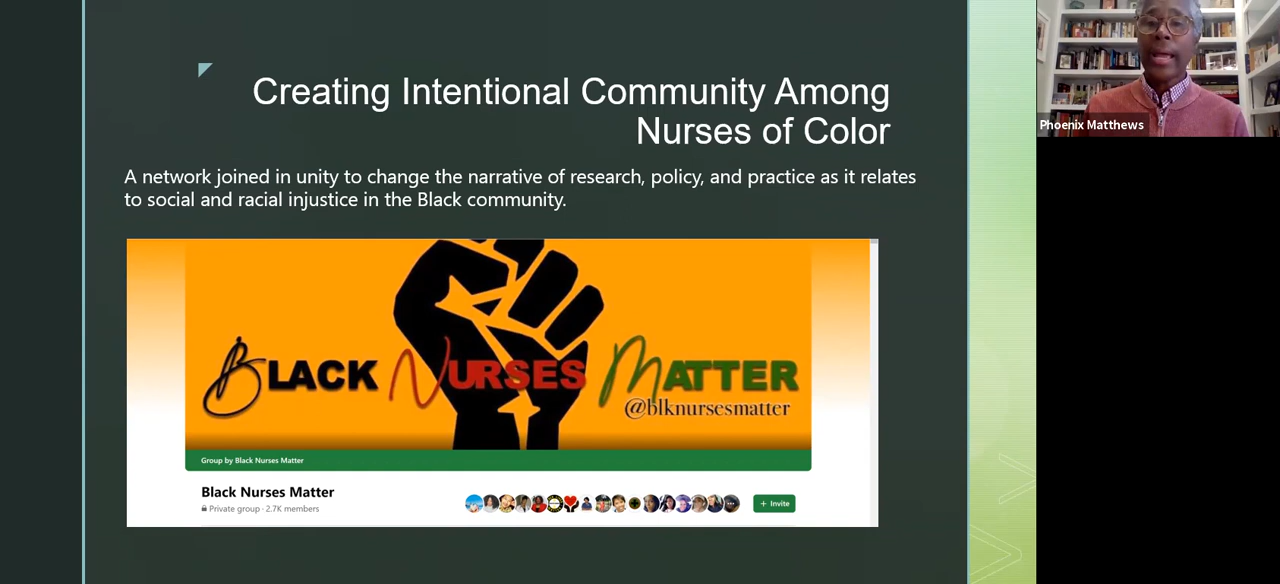 Creating Intentional Community Among
Nurses of Color
A network joined in unity to change the narrative of research, policy, and practice as it relates
to social and racial injustice in the Black community.
BLACK NURSES MATTER
@blknursesmatter
Group by Black Nurses Matter
Black Nurses Matter
Private group · 2.7K members
+ Invite
Phoenix Matthews